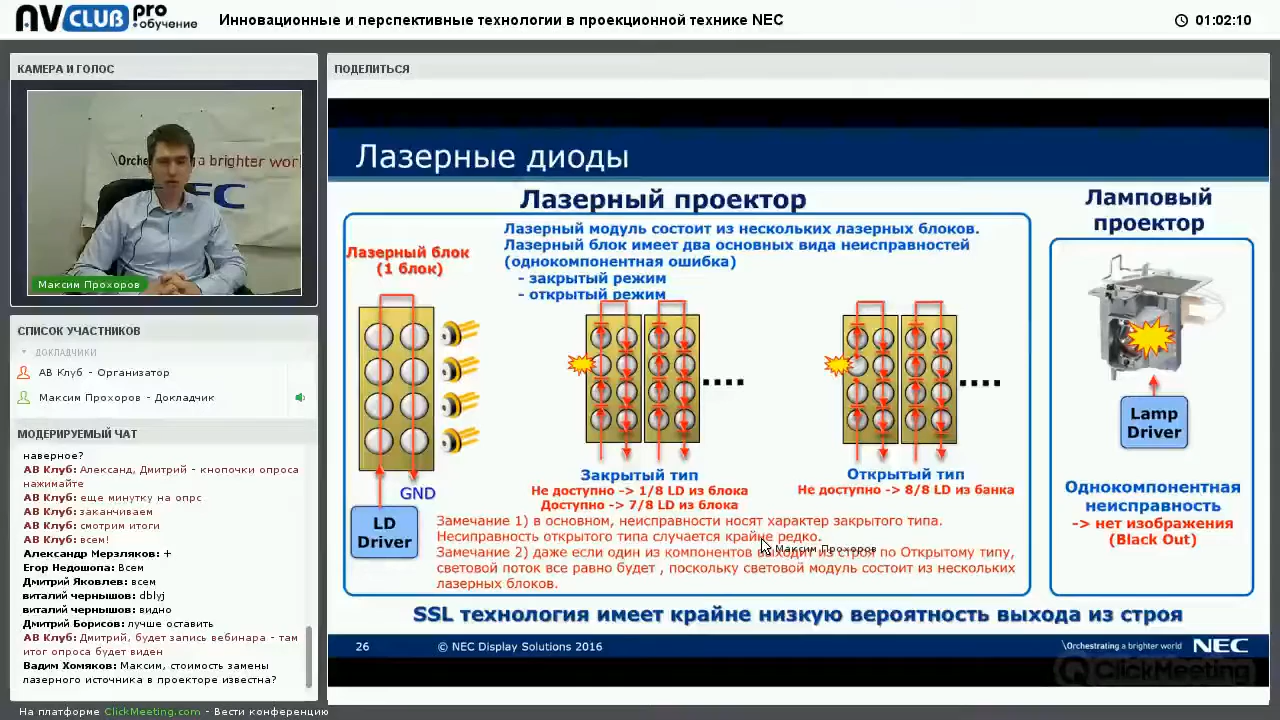 AV CLUB pro
обучение
Инновационные и перспективные технологии в проекционной технике NEC
01:02:10
КАМЕРА И ГОЛОС
\Orche
a brighter worl
NEC
Максим Прохоров
СПИСОК УЧАСТНИКОВ
ДОКЛАДЧИКИ
АВ Клуб - Организатор
Максим Прохоров - Докладчик
МОДЕРИРУЕМЫЙ ЧАТ
наверное?
АВ Клуб: Александ, Дмитрий - кнопочки опроса
нажимайте
АВ Клуб: еще минутку на опрс
АВ Клуб: заканчиваем
АВ Клуб: смотрим итоги
АВ Клуб: всем!
Александр Мерзляков: +
Егор Недошопа: Всем
Дмитрий Яковлев: всем
виталий чернышов: dblyj
виталий чернышов: видно
Дмитрий Борисов: лучше оставить
АВ Клуб: Дмитрий, будет запись вебинара - там
итог опроса будет виден
Вадим Хомяков: Максим, стоимость замены
лазерного источника в проекторе известна?
На платформе ClickMeeting.com - Вести конференцию
ПОДЕЛИТЬСЯ
Лазерные диоды
Лазерный проектор
Лазерный модуль состоит из нескольких лазерных блоков.
Лазерный блок имеет два основных вида неисправностей
(однокомпонентная ошибка)
- закрытый режим
- открытый режим
Лазерный блок
(1 блок)
GND
LD
Driver
Закрытый тип
Не доступно -> 1/8 LD из блока
Доступно -> 7/8 LD из блока
Открытый тип
Не доступно -> 8/8 LD из банка
Замечание 1) в основном, неисправности носят характер закрытого типа.
Неисправность открытого типа случается крайне редко.
Максим Прохоров
Замечание 2) даже если один из компонентов выходит из строя по Открытому типу,
световой поток все равно будет , поскольку световой модуль состоит из нескольких
лазерных блоков.
Ламповый
проектор
Lamp
Driver
Однокомпонентная
неисправность
-> нет изображения
(Black Out)
SSL технология имеет крайне низкую вероятность выхода из строя
26
© NEC Display Solutions 2016
\Orchestrating a brighter world
NEC
ClickMeeting